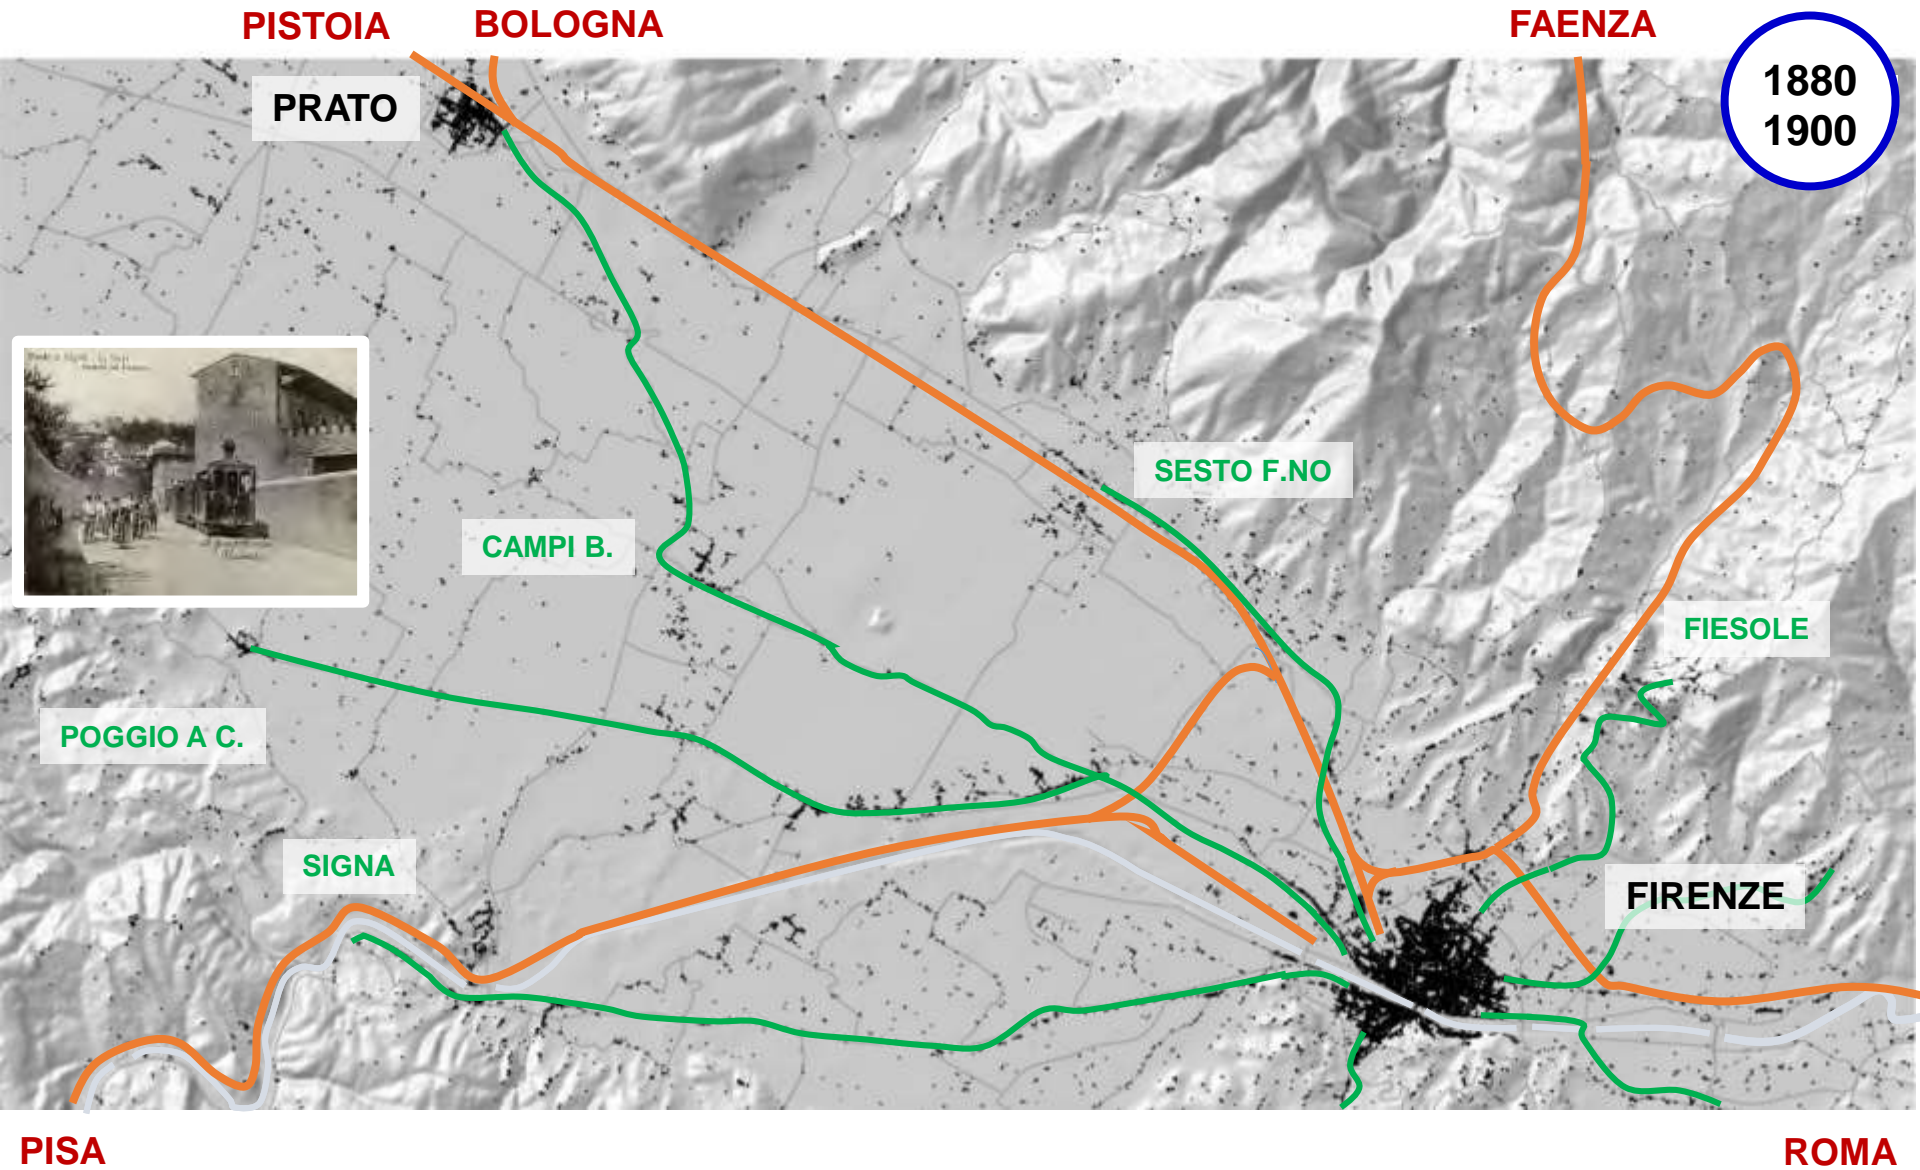 PISTOIA
BOLOGNA
FAENZA
1880
1900
PRATO
SESTO F.NO
CAMPI B.
FIESOLE
POGGIO A C.
SIGNA
FIRENZE
PISA
ROMA